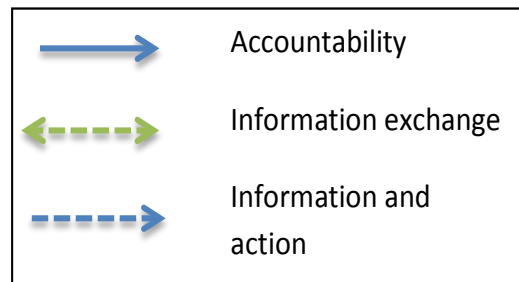 Accountability
Information exchange
Information and
action